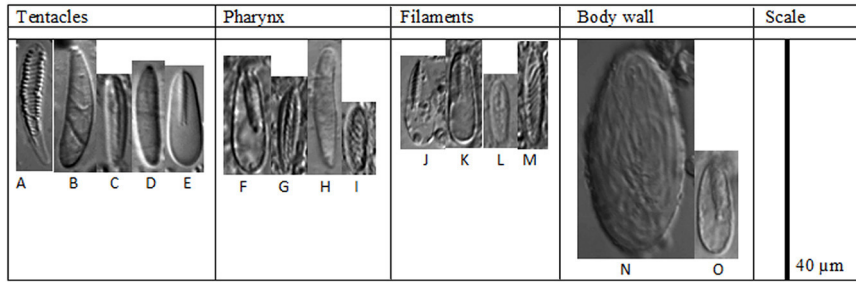 Tentacles Pharynx Filaments Body wall Scale
A B C D E F G H I J K L M N O
40 µm